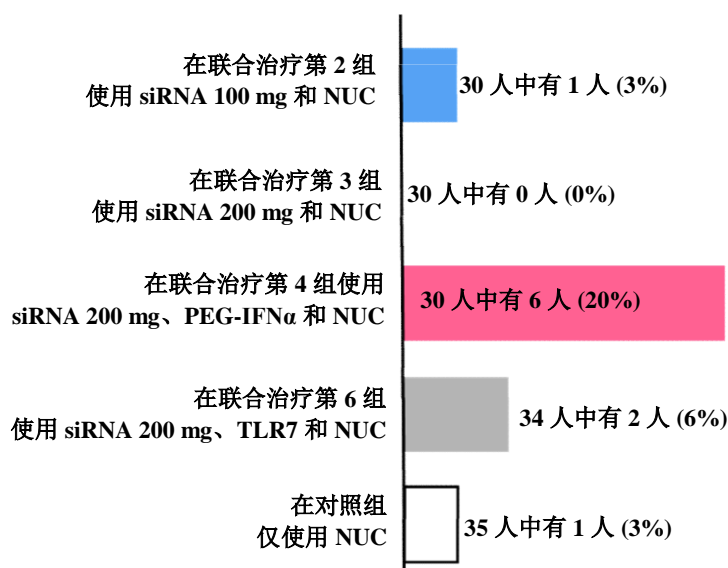 在联合治疗第 2 组
使用 siRNA 100 mg 和 NUC
30 人中有 1 人 (3%)
在联合治疗第 3 组
使用 siRNA 200 mg 和 NUC
30 人中有 0 人 (0%)
在联合治疗第 4 组使用
siRNA 200 mg、PEG-IFNα 和 NUC
30 人中有 6 人 (20%)
在联合治疗第 6 组
使用 siRNA 200 mg、TLR7 和 NUC
34 人中有 2 人 (6%)
在对照组
仅使用 NUC
35 人中有 1 人 (3%)